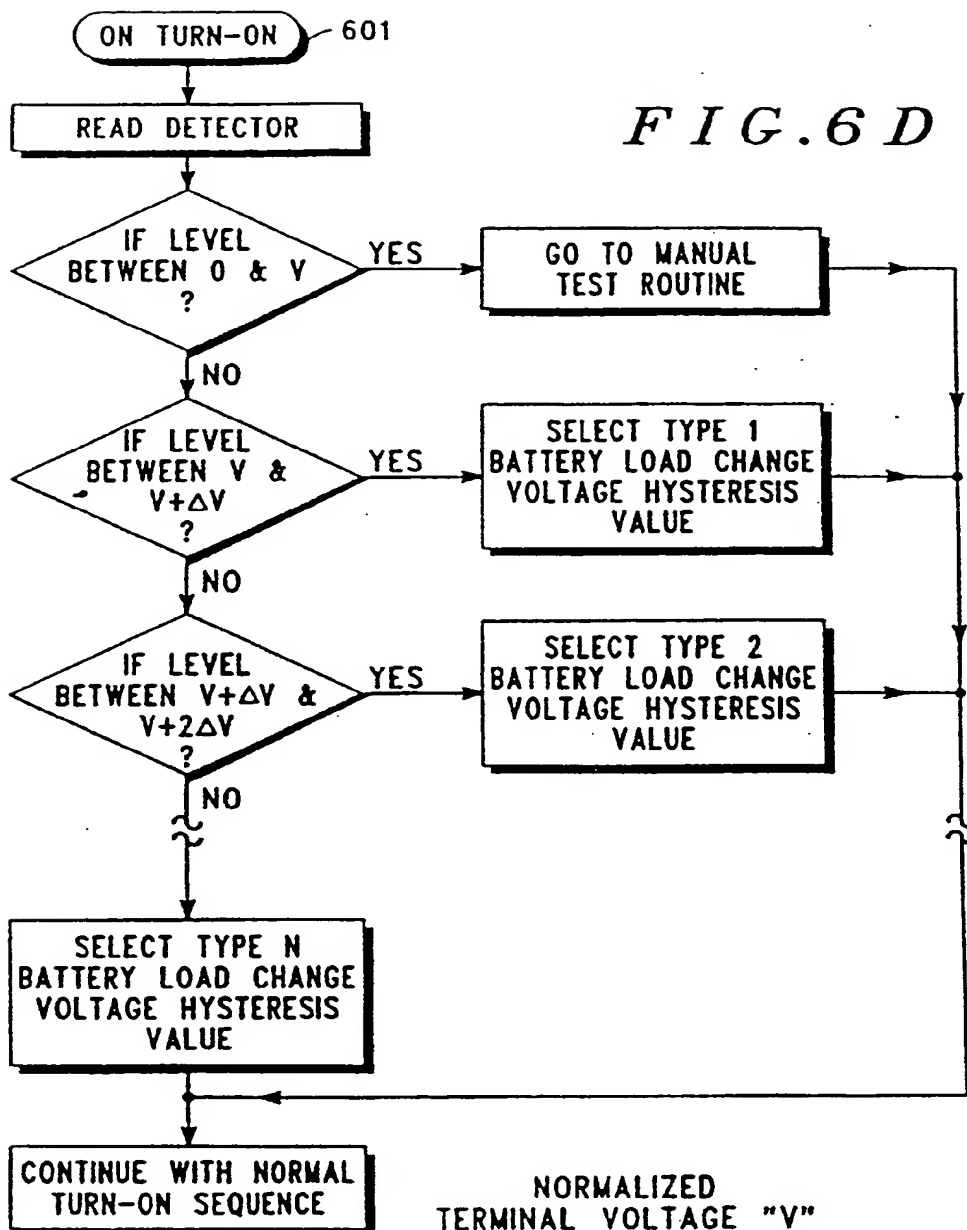 ON TURN-ON
601
READ DETECTOR
FIG.6D
IF LEVEL
BETWEEN 0 & V
?
YES
GO TO MANUAL
TEST ROUTINE
NO
IF LEVEL
BETWEEN V &
V+△V
?
YES
SELECT TYPE 1
BATTERY LOAD CHANGE
VOLTAGE HYSTERESIS
VALUE
NO
IF LEVEL
BETWEEN V+△V &
V+2△V
?
YES
SELECT TYPE 2
BATTERY LOAD CHANGE
VOLTAGE HYSTERESIS
VALUE
NO
SELECT TYPE N
BATTERY LOAD CHANGE
VOLTAGE HYSTERESIS
VALUE
CONTINUE WITH NORMAL
TURN-ON SEQUENCE
NORMALIZED
TERMINAL VOLTAGE "V"